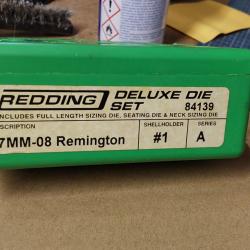 REDDING DELUXE DIE
SET 84139
INCLUDES FULL LENGTH SIZING DIE, SEATING DIE & NECK SIZING DIE
DESCRIPTION SHELLHOLDER SERIES
7MM-08 Remington #1 A